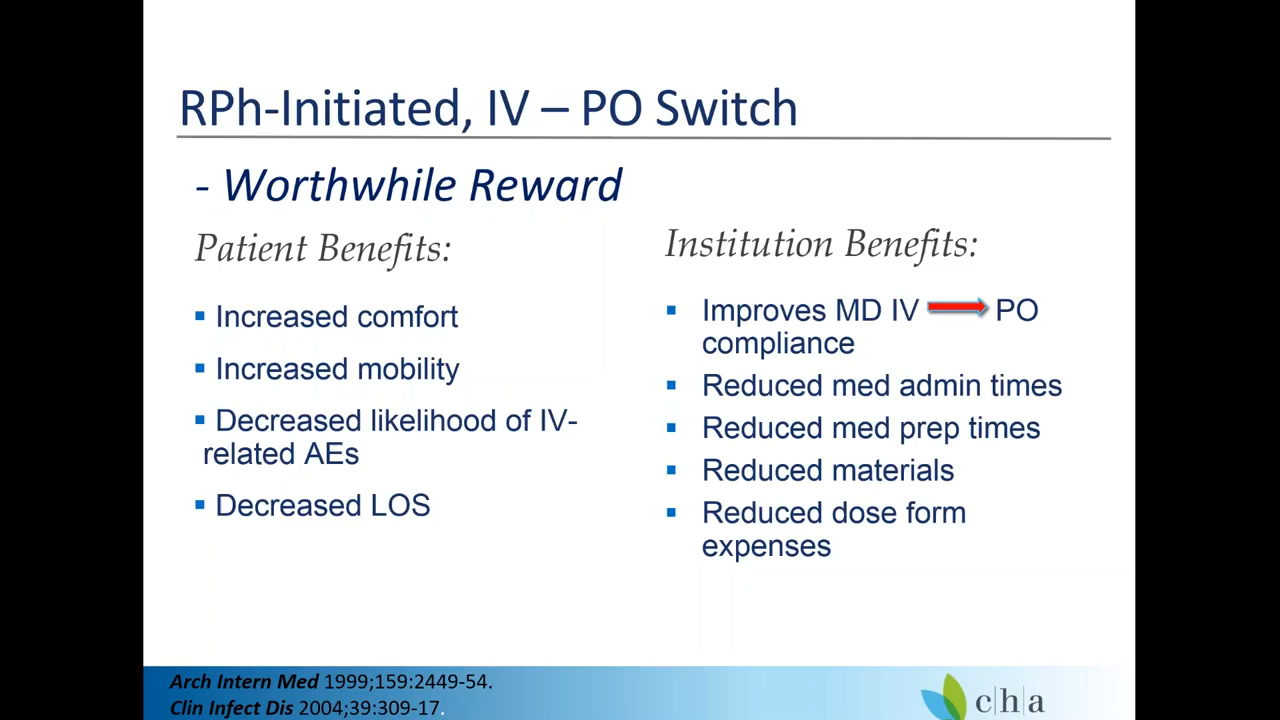 RPh-Initiated, IV – PO Switch
- Worthwhile Reward
Patient Benefits:
▪ Increased comfort
▪ Increased mobility
▪ Decreased likelihood of IV-
related AEs
▪ Decreased LOS
Institution Benefits:
▪ Improves MD IV PO
compliance
▪ Reduced med admin times
▪ Reduced med prep times
▪ Reduced materials
▪ Reduced dose form
expenses
Arch Intern Med 1999;159:2449-54.
Clin Infect Dis 2004;39:309-17.
c|h|a